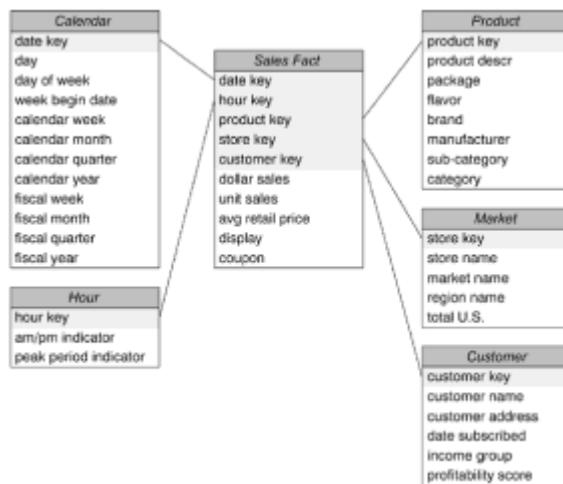 Calendar
date key
day
day of week
week begin date
calendar week
calendar month
calendar quarter
calendar year
fiscal week
fiscal month
fiscal quarter
fiscal year
Hour
hour key
am/pm indicator
peak period indicator
Sales Fact
date key
hour key
product key
store key
customer key
dollar sales
unit sales
avg retail price
display
coupon
Product
product key
product descr
package
flavor
brand
manufacturer
sub-category
category
Market
store key
store name
market name
region name
total U.S.
Customer
customer key
customer name
customer address
date subscribed
income group
profitability score